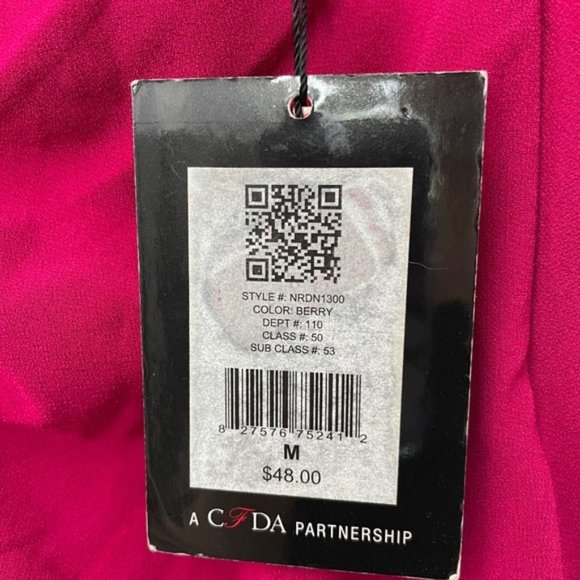 STYLE #: NRDN1300
COLOR: BERRY
DEPT #: 110
CLASS #: 50
SUB CLASS #: 53
8 27576 75241 2
M
$48.00
A CFDA PARTNERSHIP